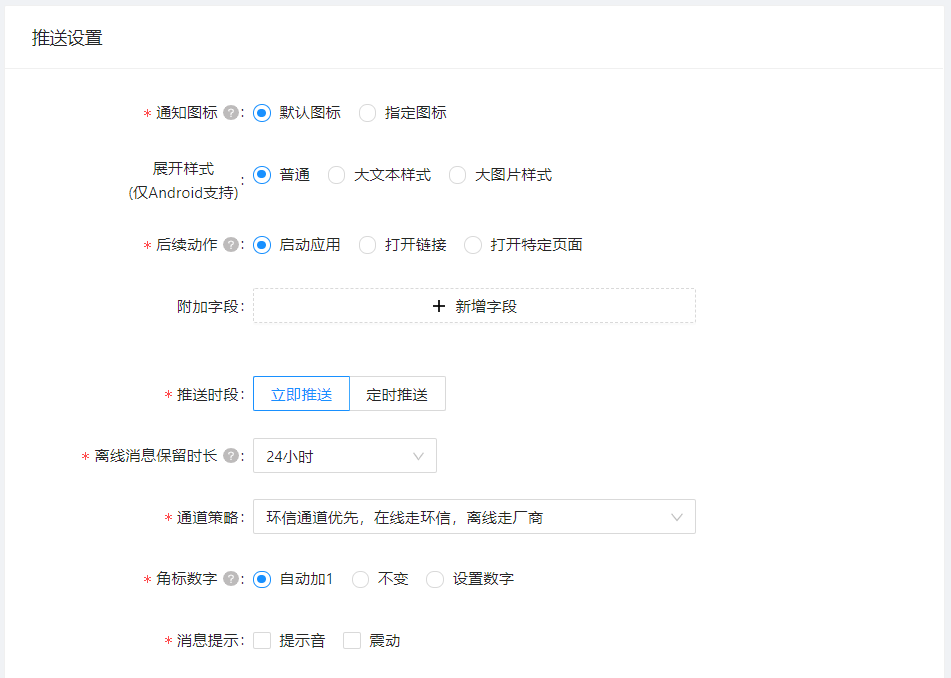 推送设置
* 通知图标 ? : 默认图标 指定图标
展开样式
(仅Android支持) : 普通 大文本样式 大图片样式
* 后续动作 ? : 启动应用 打开链接 打开特定页面
附加字段: + 新增字段
* 推送时段: 立即推送 定时推送
* 离线消息保留时长 ? : 24小时
* 通道策略: 环信通道优先，在线走环信，离线走厂商
* 角标数字 ? : 自动加1 不变 设置数字
* 消息提示: 提示音 震动